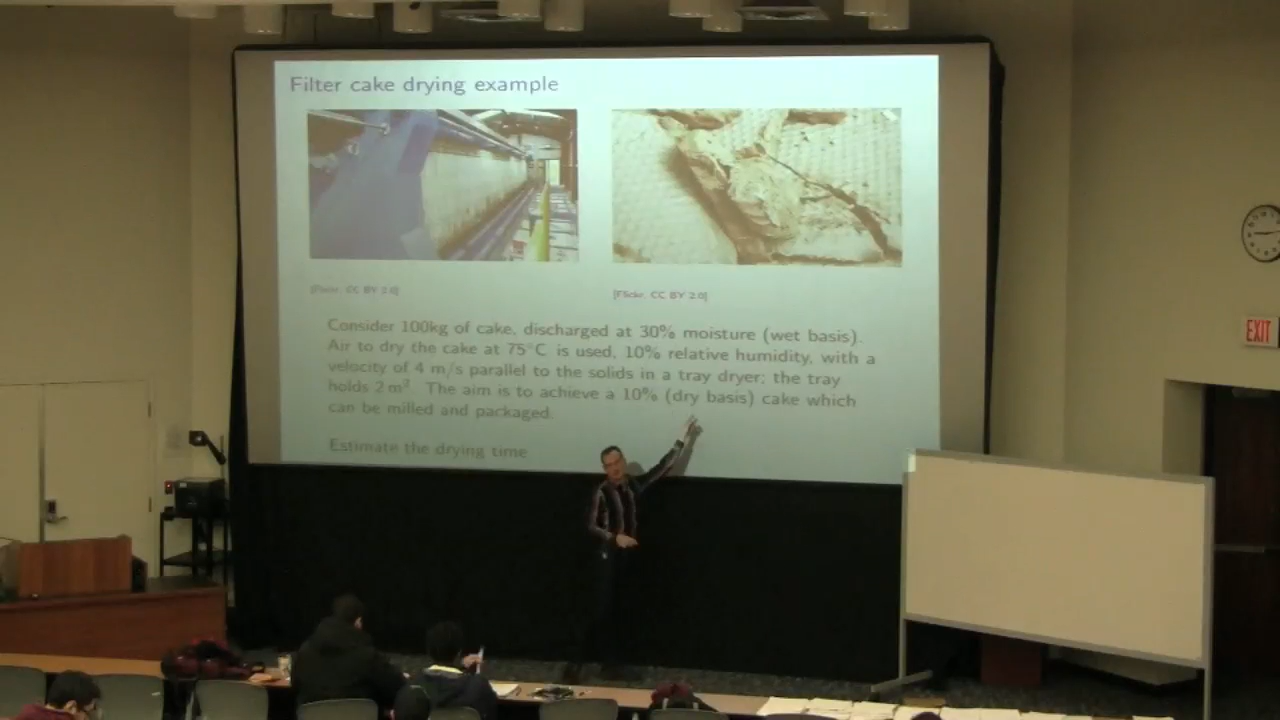 Filter cake drying example
[Flickr, CC BY 2.0] [Flickr, CC BY 2.0]
Consider 100kg of cake, discharged at 30% moisture (wet basis).
Air to dry the cake at 75°C is used, 10% relative humidity, with a
velocity of 4 m/s parallel to the solids in a tray dryer; the tray
holds 2 m². The aim is to achieve a 10% (dry basis) cake which
can be milled and packaged.
Estimate the drying time
EXIT